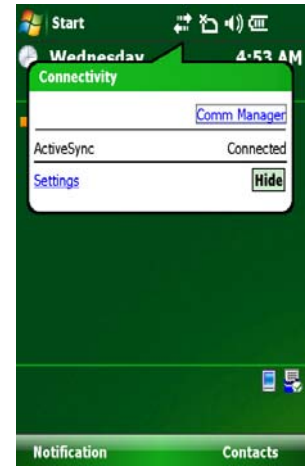 Start
Wednesday 4:53 AM
Connectivity
Comm Manager
ActiveSync Connected
Settings Hide
Notification Contacts